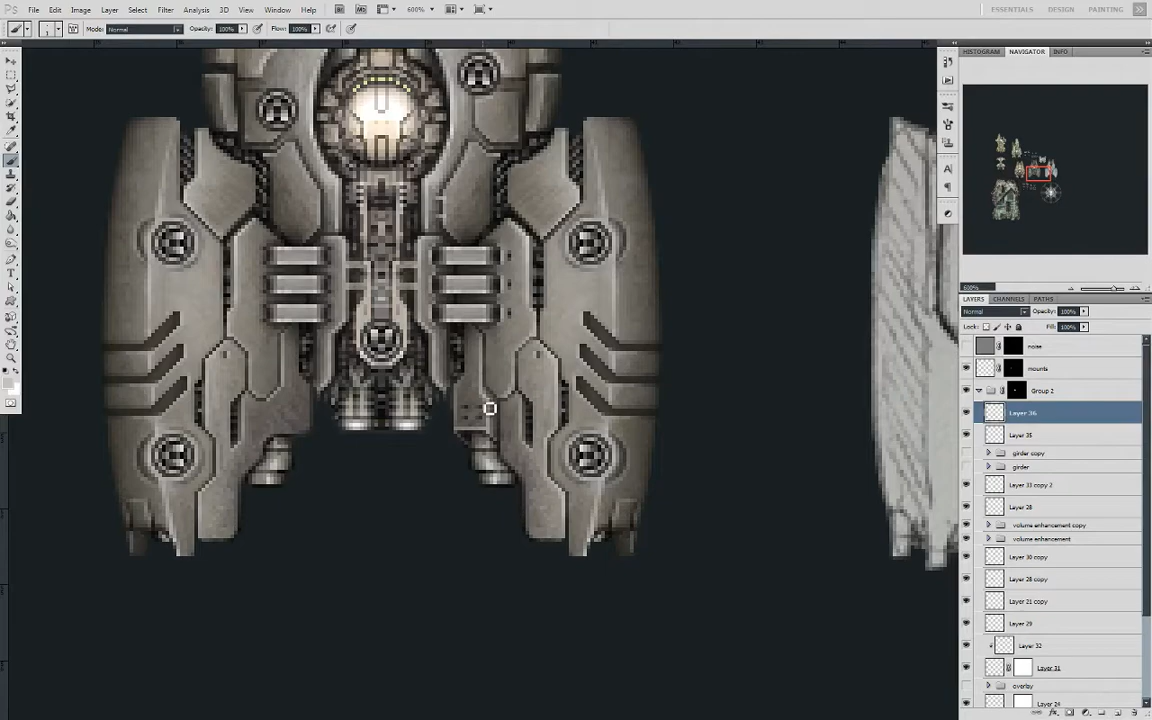 File Edit Image Layer Select Filter Analysis 3D View Window Help 600% ESSENTIALS DESIGN PAINTING
Mode: Normal Opacity: 100% Flow: 100%
HISTOGRAM NAVIGATOR INFO
600%
LAYERS CHANNELS PATHS
Normal Opacity: 100%
Lock: Fill: 100%
noise
mounts
Group 2
Layer 36
Layer 35
girder copy
girder
Layer 33 copy 2
Layer 28
volume enhancement copy
volume enhancement
Layer 30 copy
Layer 28 copy
Layer 21 copy
Layer 29
Layer 32
Layer 31
overlay
Layer 24